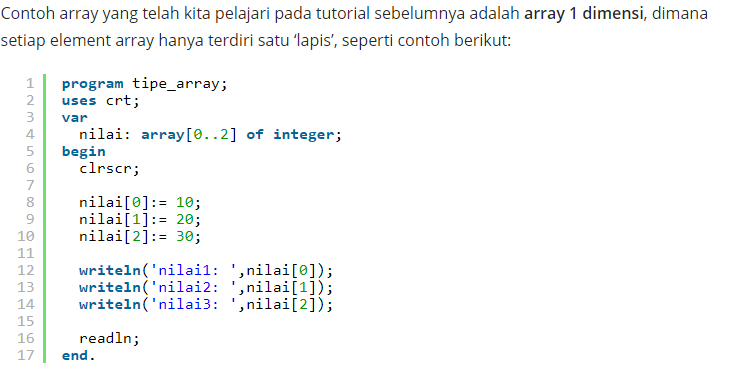 Contoh array yang telah kita pelajari pada tutorial sebelumnya adalah array 1 dimensi, dimana
setiap element array hanya terdiri satu ‘lapis’, seperti contoh berikut:
1 program tipe_array;
2 uses crt;
3 var
4 nilai: array[0..2] of integer;
5 begin
6 clrscr;
7
8 nilai[0]:= 10;
9 nilai[1]:= 20;
10 nilai[2]:= 30;
11
12 writeln('nilai1: ',nilai[0]);
13 writeln('nilai2: ',nilai[1]);
14 writeln('nilai3: ',nilai[2]);
15
16 readln;
17 end.